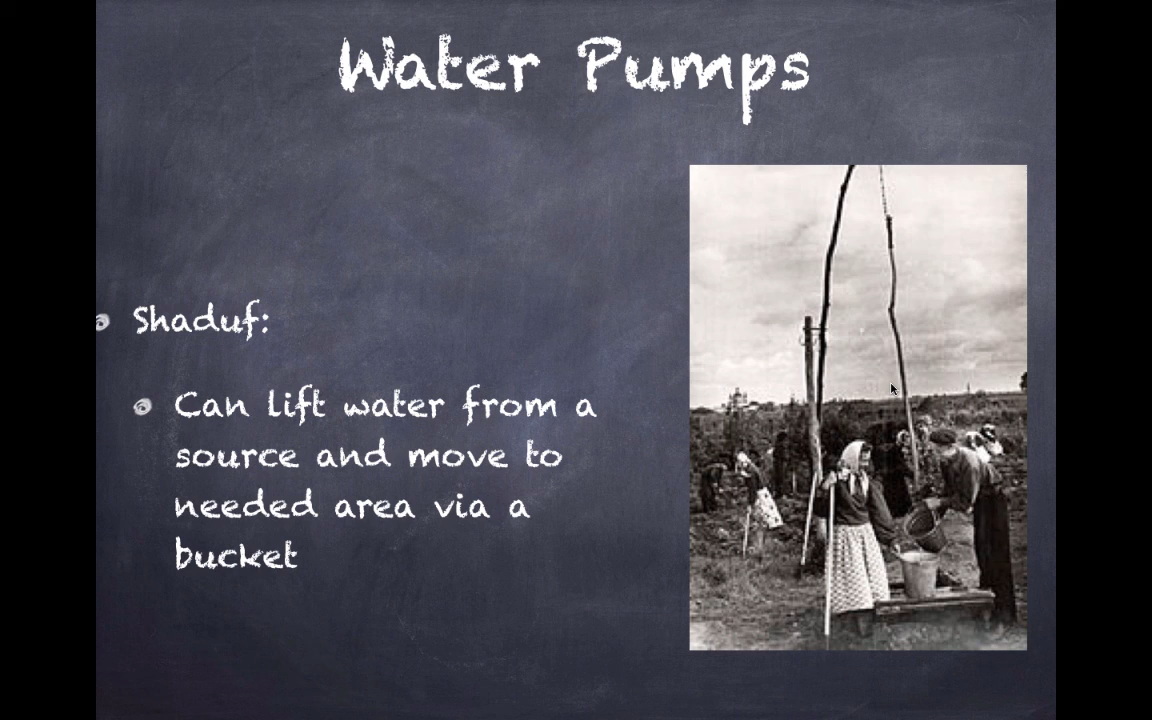 Water Pumps
Shaduf:
Can lift water from a
source and move to
needed area via a
bucket